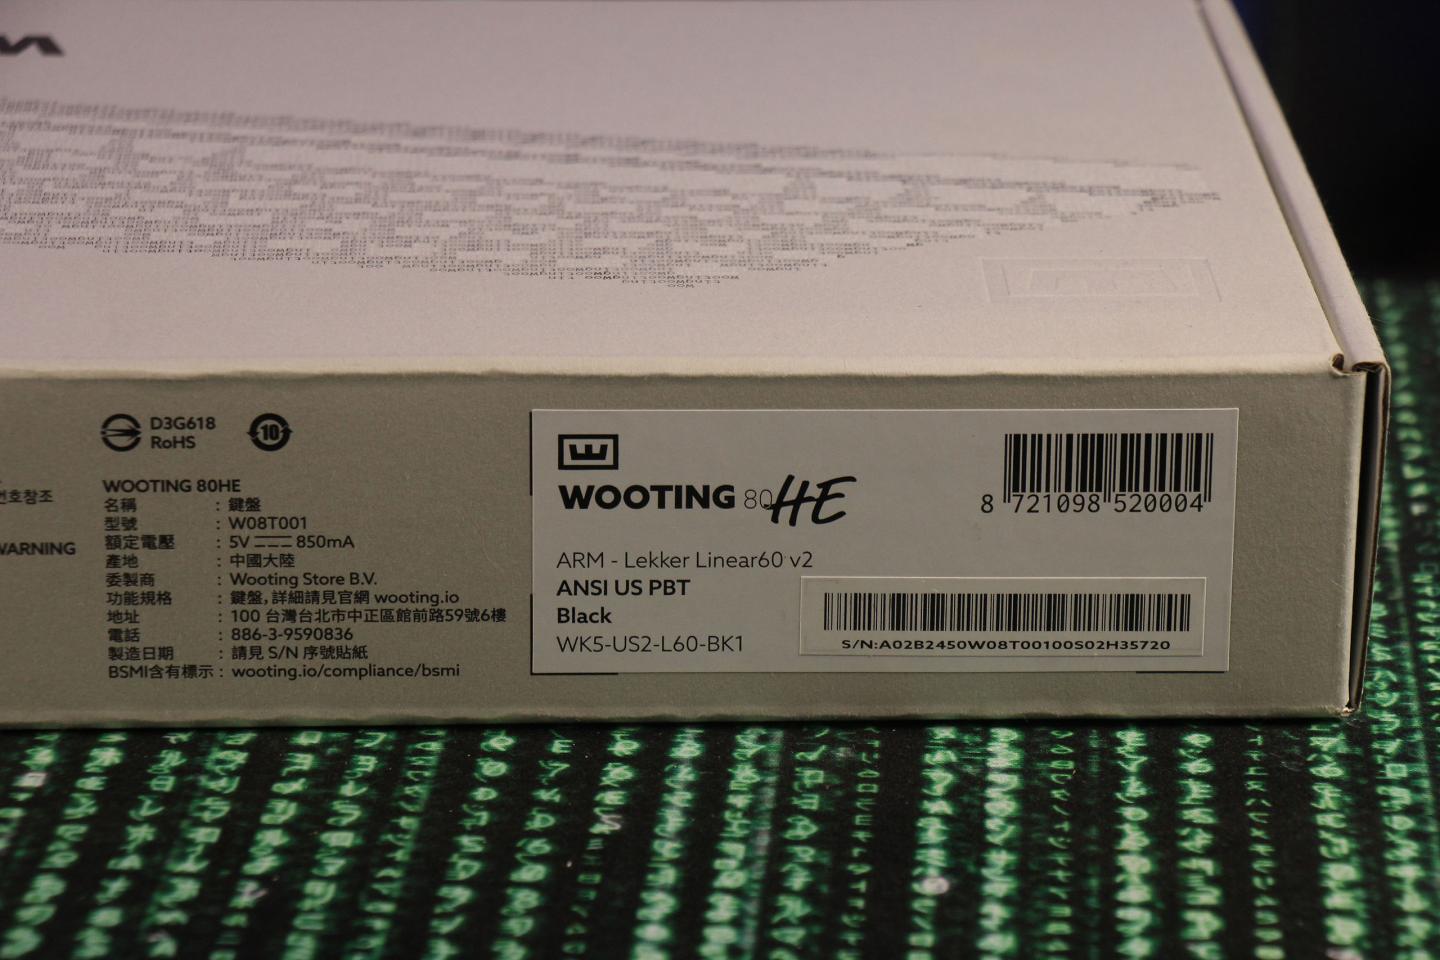 번호창조
WARNING
D3G618
RoHS
10
WOOTING 80HE
名稱 : 鍵盤
型號 : W08T001
額定電壓 : 5V 850mA
產地 : 中國大陸
委製商 : Wooting Store B.V.
功能規格 : 鍵盤, 詳細請見官網 wooting.io
地址 : 100 台灣台北市中正區館前路59號6樓
電話 : 886-3-9590836
製造日期 : 請見 S/N 序號貼紙
BSMI含有標示 : wooting.io/compliance/bsmi
WOOTING 80HE
ARM - Lekker Linear60 v2
ANSI US PBT
Black
WK5-US2-L60-BK1
8 721098 520004
S/N:A02B2450W08T00100S02H35720